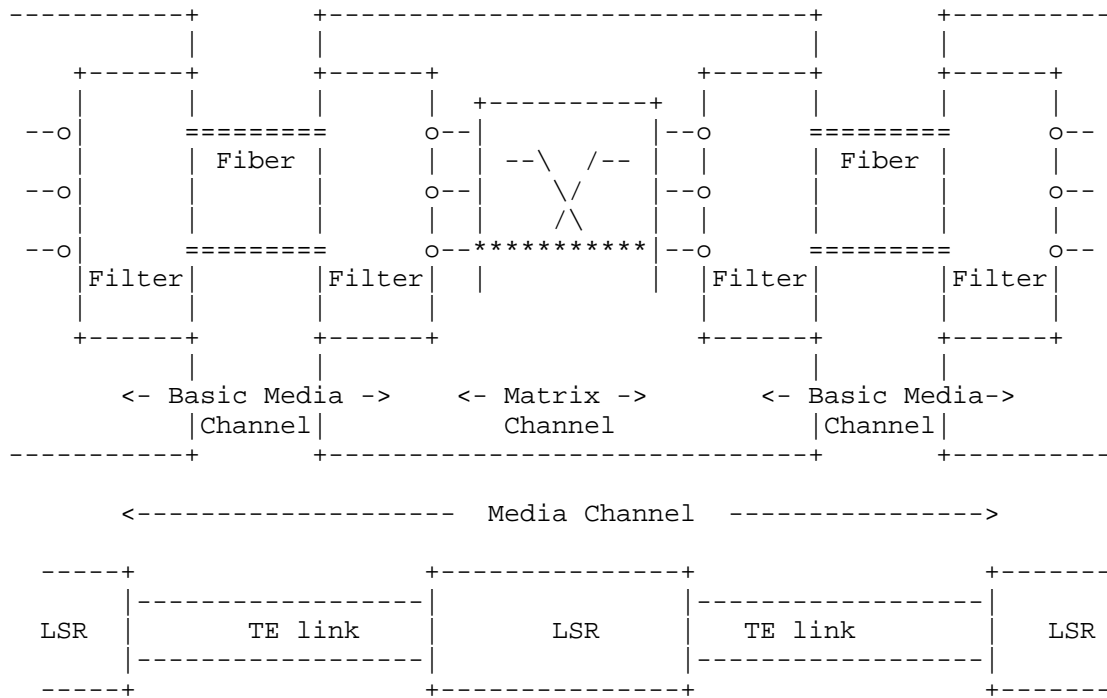 Fiber Fiber
Filter Filter Filter Filter
<- Basic Media -> <- Matrix -> <- Basic Media->
Channel Channel Channel
<--------------------- Media Channel ----------------->
LSR TE link LSR TE link LSR